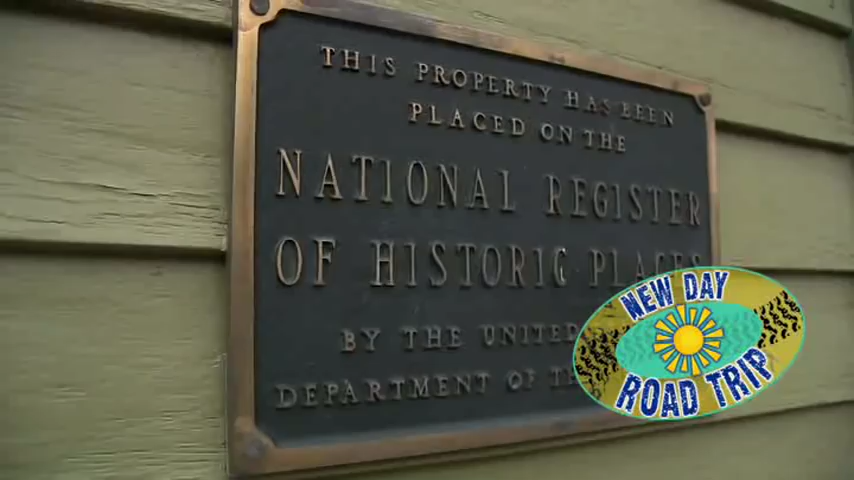 THIS PROPERTY HAS BEEN
PLACED ON THE
NATIONAL REGISTER
OF HISTORIC PLACES
BY THE UNITED
DEPARTMENT OF
NEW DAY
ROAD TRIP